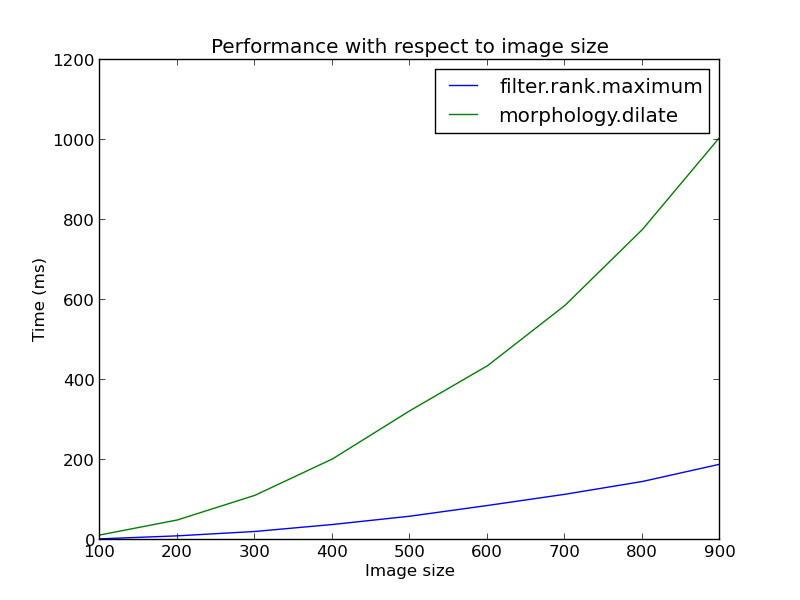 Performance with respect to image size
filter.rank.maximum
morphology.dilate
1200
1000
800
600
400
200
0
Time (ms)
100 200 300 400 500 600 700 800 900
Image size